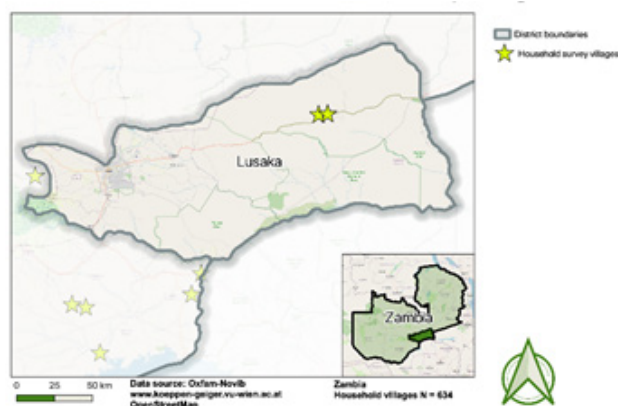 District boundaries
Household survey villages
Lusaka
Zambia
0 25 50 km
Data source: Oxfam-Novib
www.koeppen-geiger.vu-wien.ac.at
OpenStreetMap
Zambia
Household villages N = 634